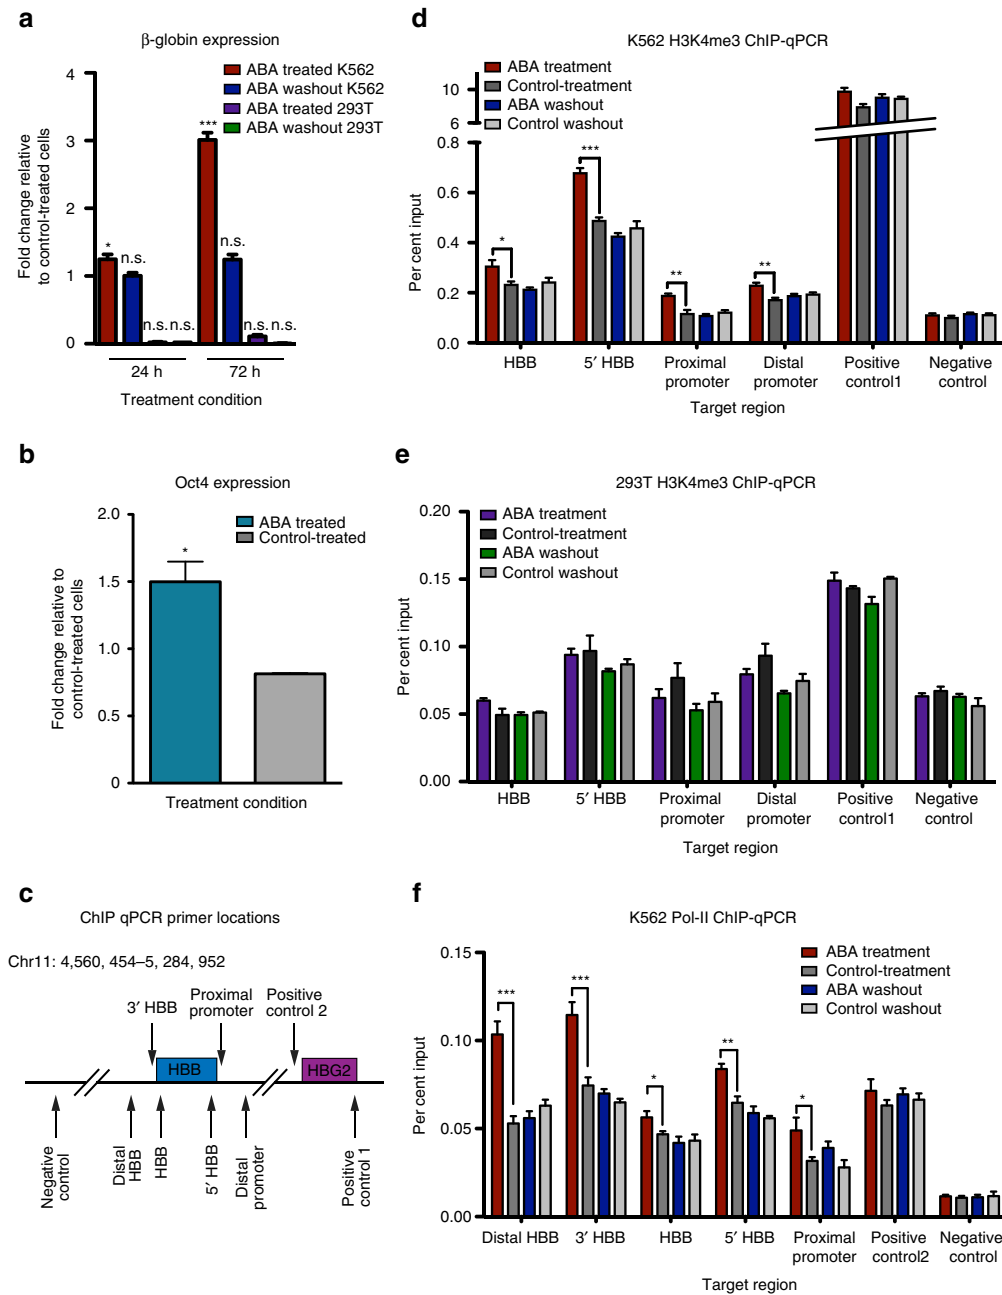 a
β-globin expression
ABA treated K562
ABA washout K562
ABA treated 293T
ABA washout 293T
Fold change relative
to control-treated cells
4
3
2
1
0
*
n.s.
n.s.
n.s.
***
n.s.
n.s.
n.s.
24 h
72 h
Treatment condition
b
Oct4 expression
ABA treated
Control-treated
Fold change relative to
control-treated cells
2.0
1.5
1.0
0.5
0
*
Treatment condition
c
ChIP qPCR primer locations
Chr11: 4,560, 454–5, 284, 952
3′ HBB
Proximal
promoter
Positive
control 2
HBB
HBG2
Negative
control
Distal
HBB
HBB
5′ HBB
Distal
promoter
Positive
control 1
d
K562 H3K4me3 ChIP-qPCR
ABA treatment
Control-treatment
ABA washout
Control washout
Per cent input
10
6
0.8
0.6
0.4
0.2
0.0
*
***
**
**
HBB
5′ HBB
Proximal
promoter
Distal
promoter
Positive
control1
Negative
control
Target region
e
293T H3K4me3 ChIP-qPCR
ABA treatment
Control-treatment
ABA washout
Control washout
Per cent input
0.20
0.15
0.10
0.05
0.00
HBB
5′ HBB
Proximal
promoter
Distal
promoter
Positive
control1
Negative
control
Target region
f
K562 Pol-II ChIP-qPCR
ABA treatment
Control-treatment
ABA washout
Control washout
Per cent input
0.15
0.10
0.05
0.00
***
***
*
**
*
Distal HBB
3′ HBB
HBB
5′ HBB
Proximal
promoter
Positive
control2
Negative
control
Target region